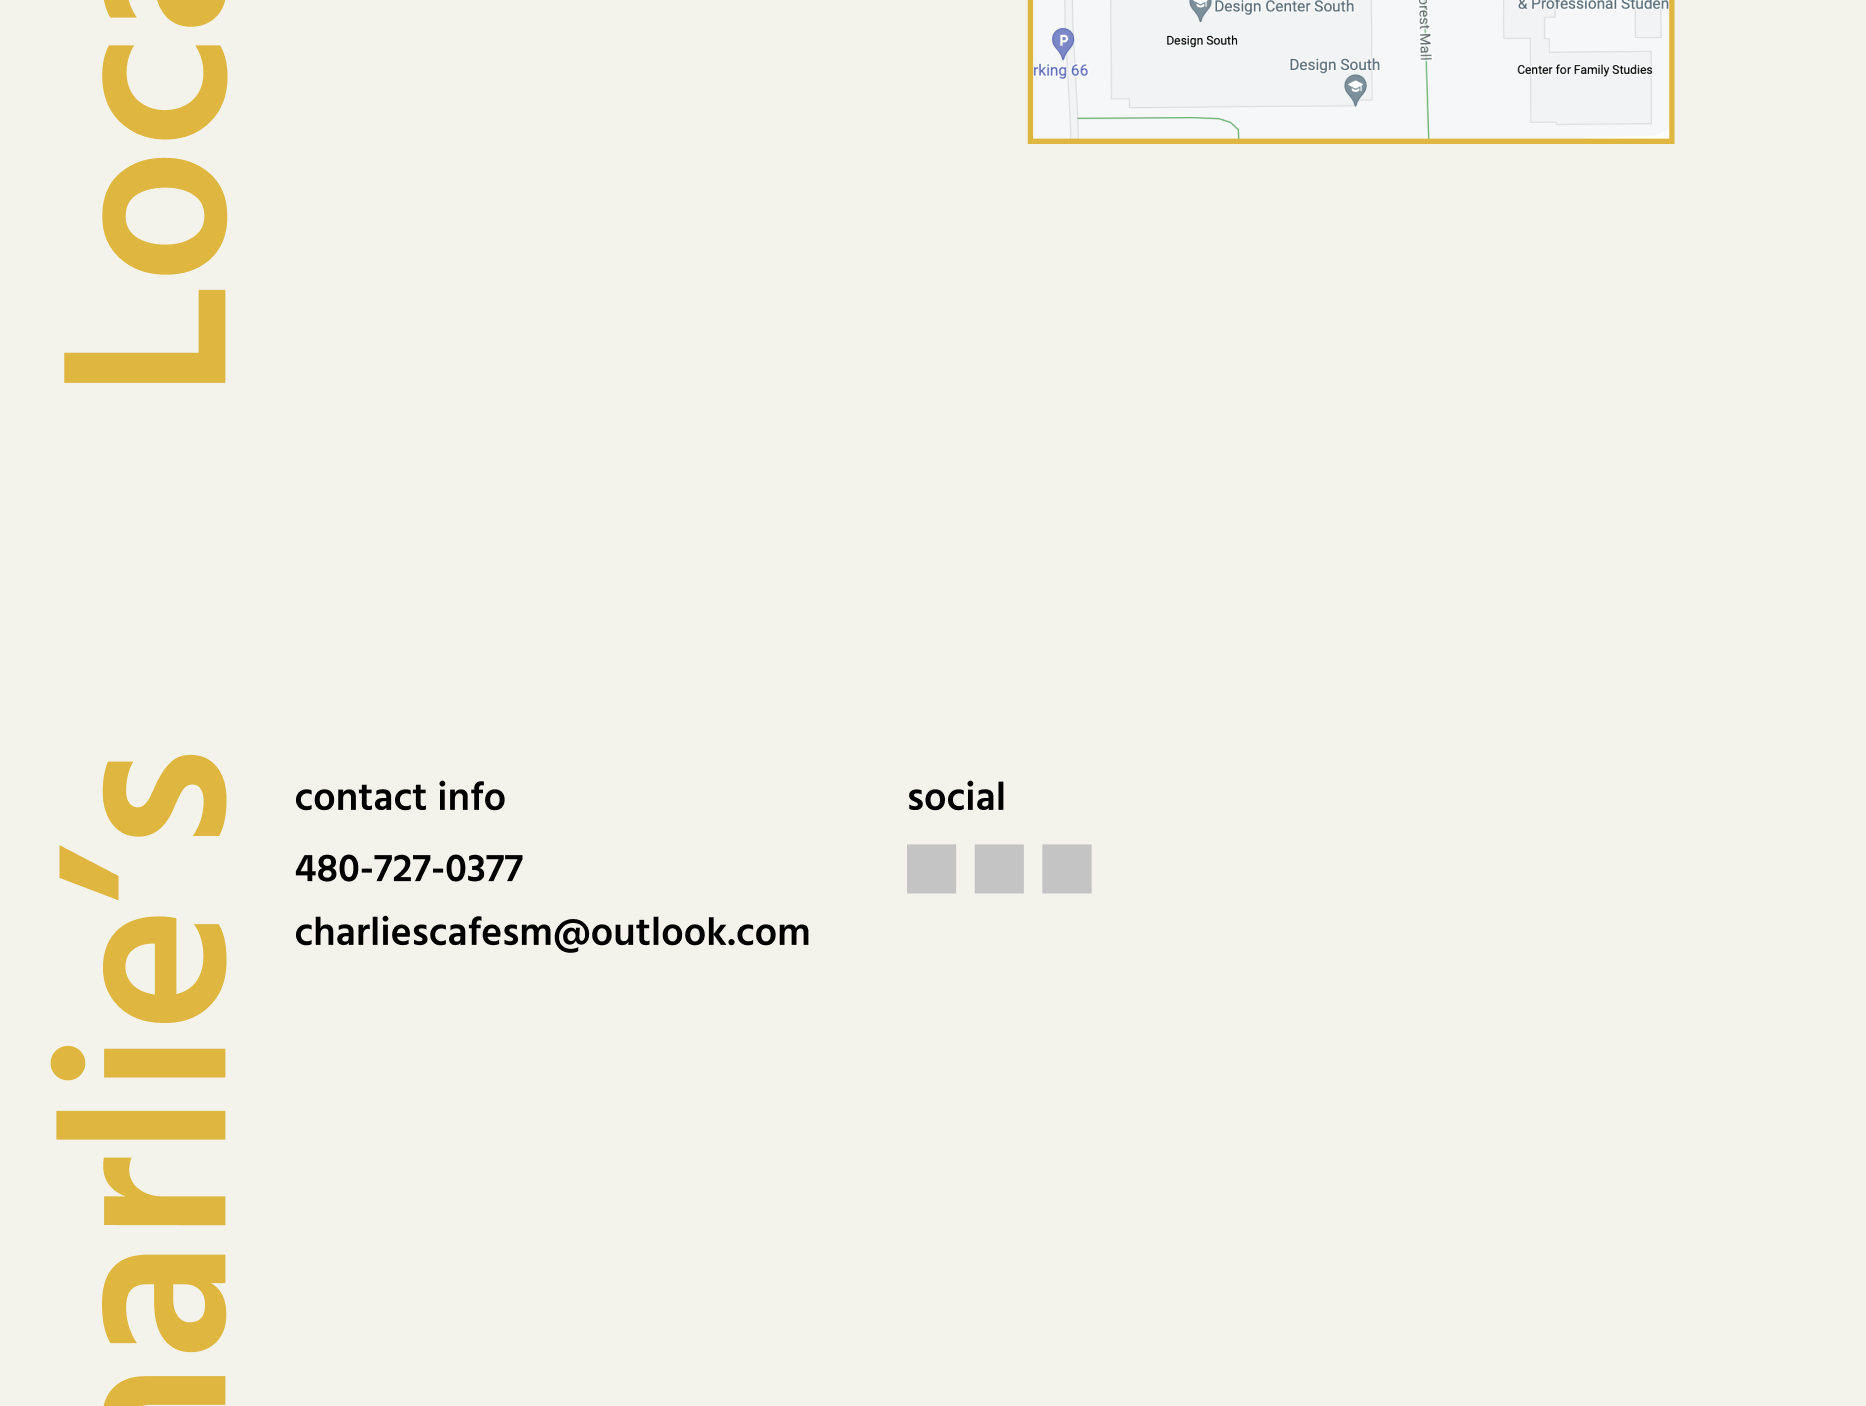 Design Center South
& Professional Studen
orest-Mall
Design South
rking 66
Design South
Center for Family Studies
P
Loca
contact info
social
480-727-0377
charliescafesm@outlook.com
harlie’s